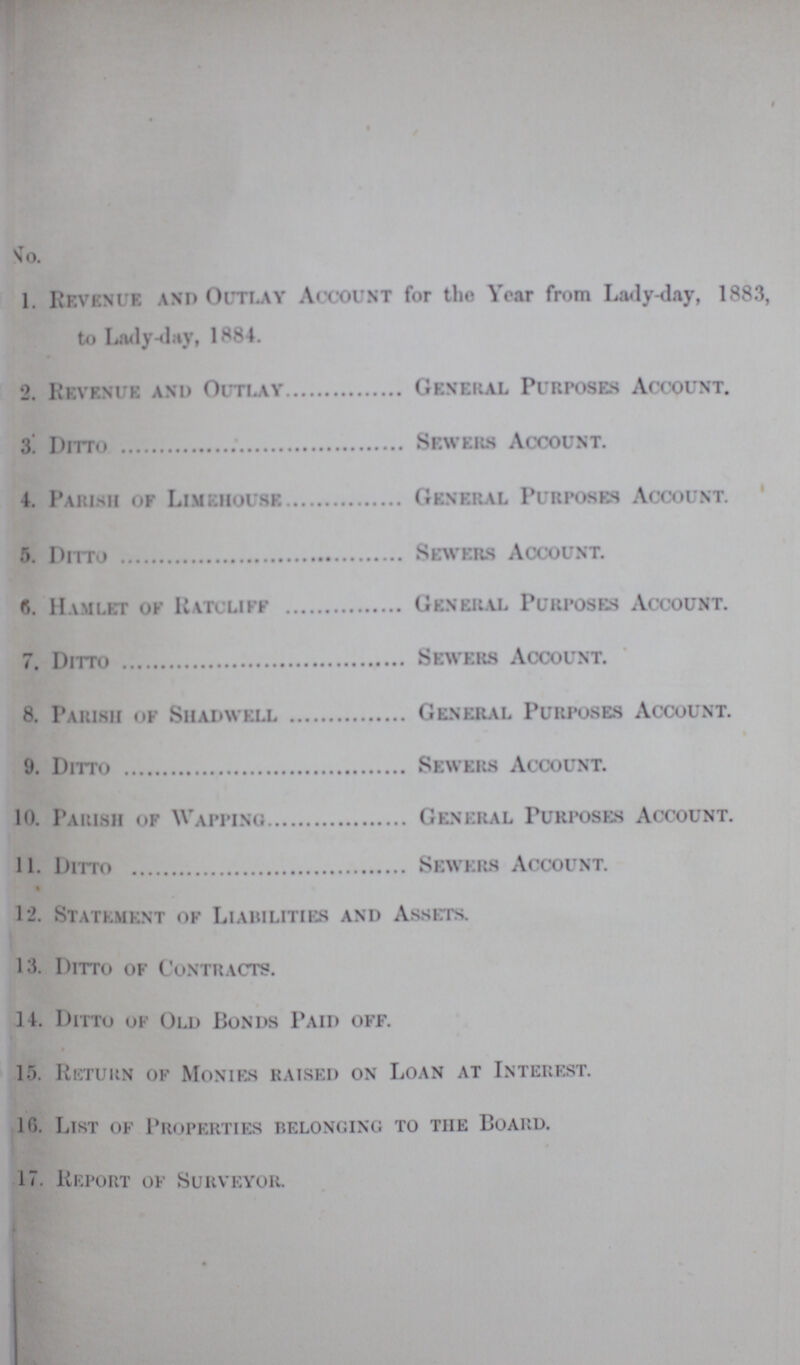 No.
1. Revenue and Outlay Account for the Year from Lady-day, 1883,
to Lady-day, 1884.
2. Revenue and Outlay............... General Purposes Account.
3. Ditto ..................................... Sewers Account.
4. Parish of Limehouse............... General Purposes Account.
5. Ditto ..................................... Sewers Account.
6. Hamlet of Ratcliff ............... General Purposes Account.
7. Ditto ..................................... Sewers Account.
8. Parish of Shadwell ............... General Purposes Account.
9. Ditto ..................................... Sewers Account.
10. Parish of Wapping.................. General Purposes Account.
11. Ditto .................................... Sewers Account.
12. Statement of Liabilities and Assets.
13. Ditto of Contracts.
14. Ditto of Old Bonds Paid off.
15. Return of Monies raised on Loan at Interest.
16. List of Properties belonging to the Board.
17. Report of Surveyor.